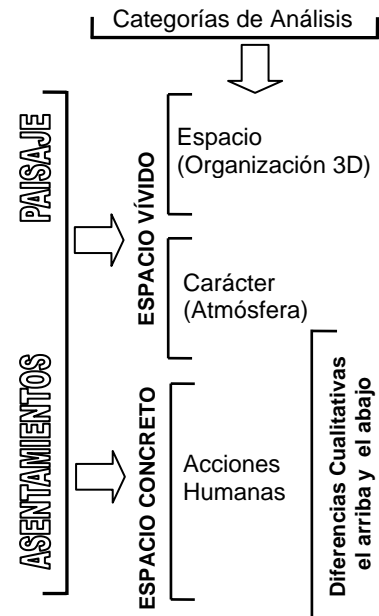 Categorías de Análisis
PAISAJE
ASENTAMIENTOS
ESPACIO VÍVIDO
ESPACIO CONCRETO
Espacio
(Organización 3D)
Carácter
(Atmósfera)
Acciones
Humanas
Diferencias Cualitativas
el arriba y el abajo